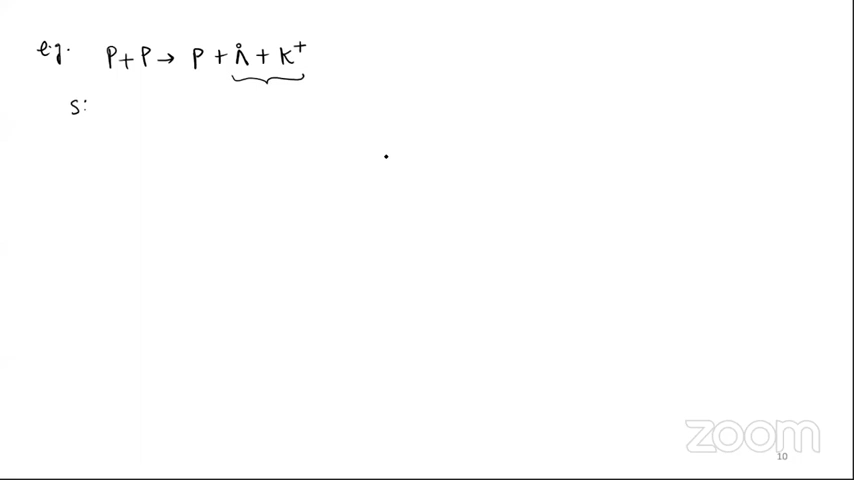 e.g. P + P → P + Λ° + K⁺
S:
zoom
10